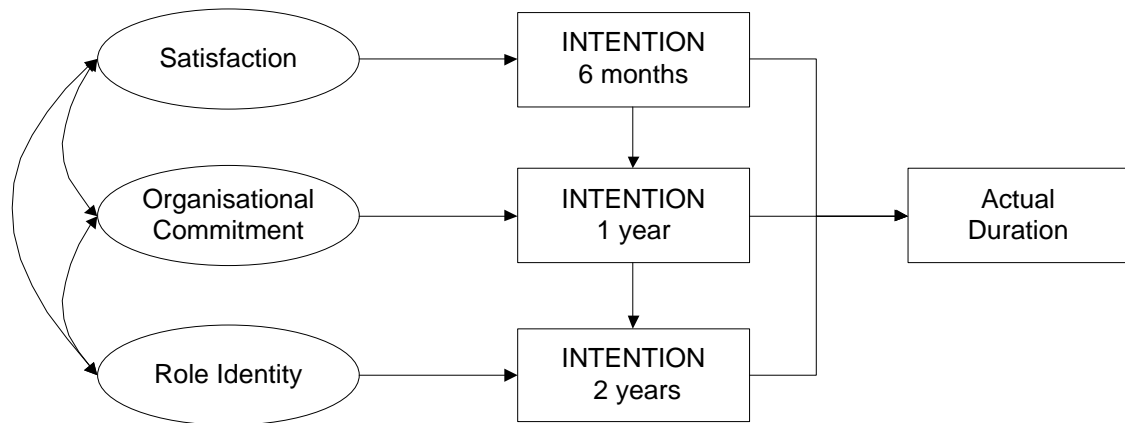 Satisfaction
INTENTION
6 months
Organisational
Commitment
INTENTION
1 year
Actual
Duration
Role Identity
INTENTION
2 years